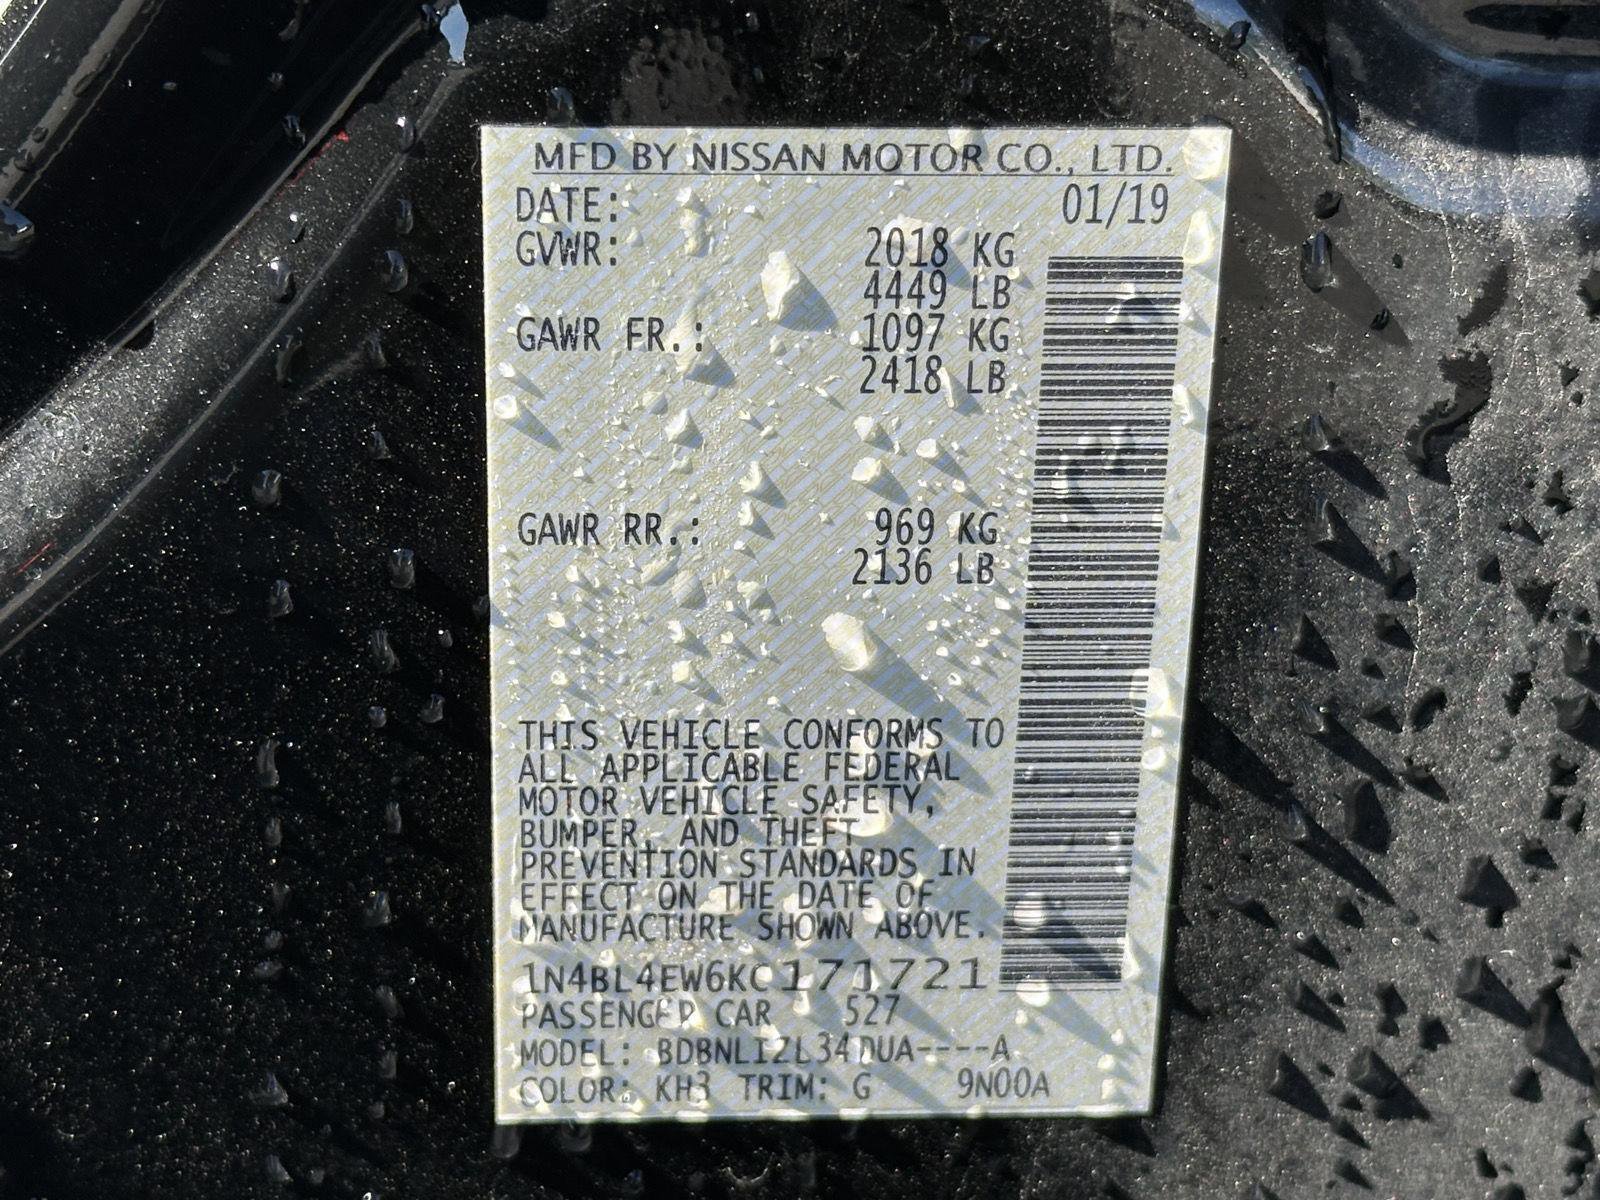 MFD BY NISSAN MOTOR CO., LTD.
DATE: 01/19
GVWR: 2018 KG
4449 LB
GAWR FR.: 1097 KG
2418 LB
GAWR RR.: 969 KG
2136 LB
THIS VEHICLE CONFORMS TO
ALL APPLICABLE FEDERAL
MOTOR VEHICLE SAFETY,
BUMPER, AND THEFT
PREVENTION STANDARDS IN
EFFECT ON THE DATE OF
MANUFACTURE SHOWN ABOVE.
1N4BL4EW6KC171721
PASSENGER CAR 527
MODEL: BDBNLIZL34DUA----A
COLOR: KH3 TRIM: G 9N00A